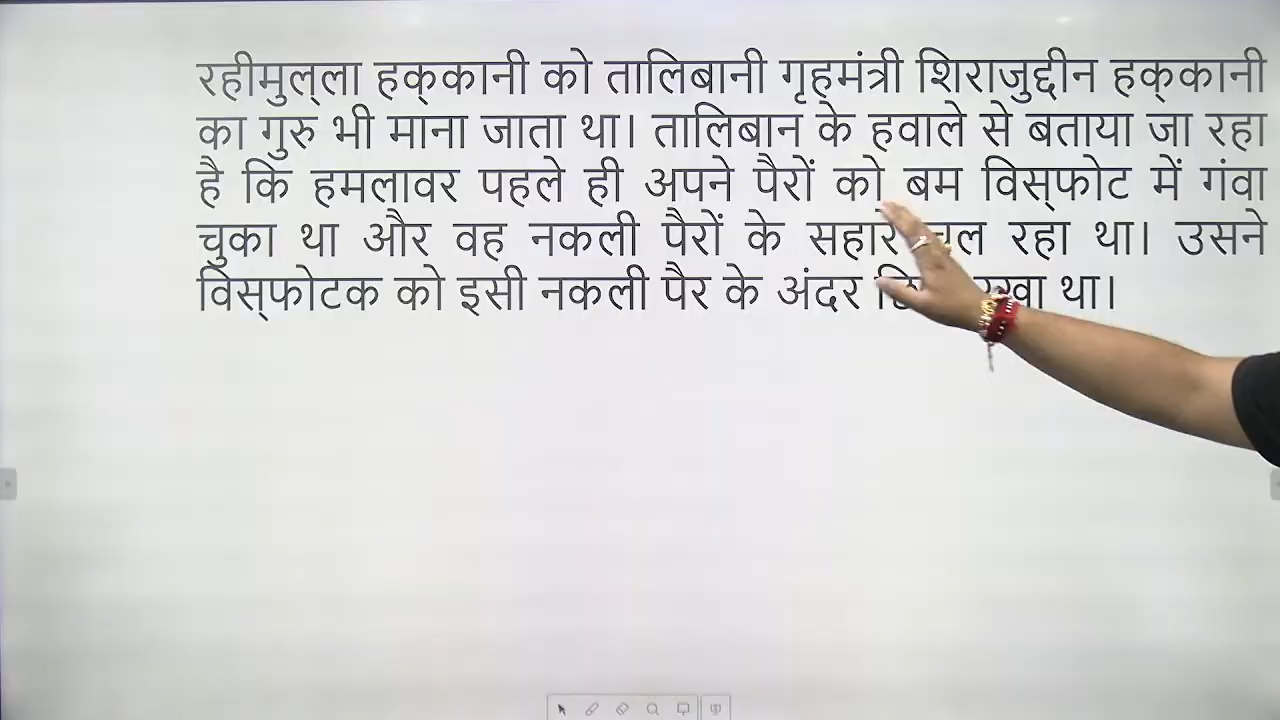 रहीमुल्ला हक्कानी को तालिबानी गृहमंत्री शिराजुद्दीन हक्कानी
का गुरु भी माना जाता था। तालिबान के हवाले से बताया जा रहा
है कि हमलावर पहले ही अपने पैरों को बम विस्फोट में गंवा
चुका था और वह नकली पैरों के सहारे रहा था। उसने
विस्फोटक को इसी नकली पैर के अंदर था।